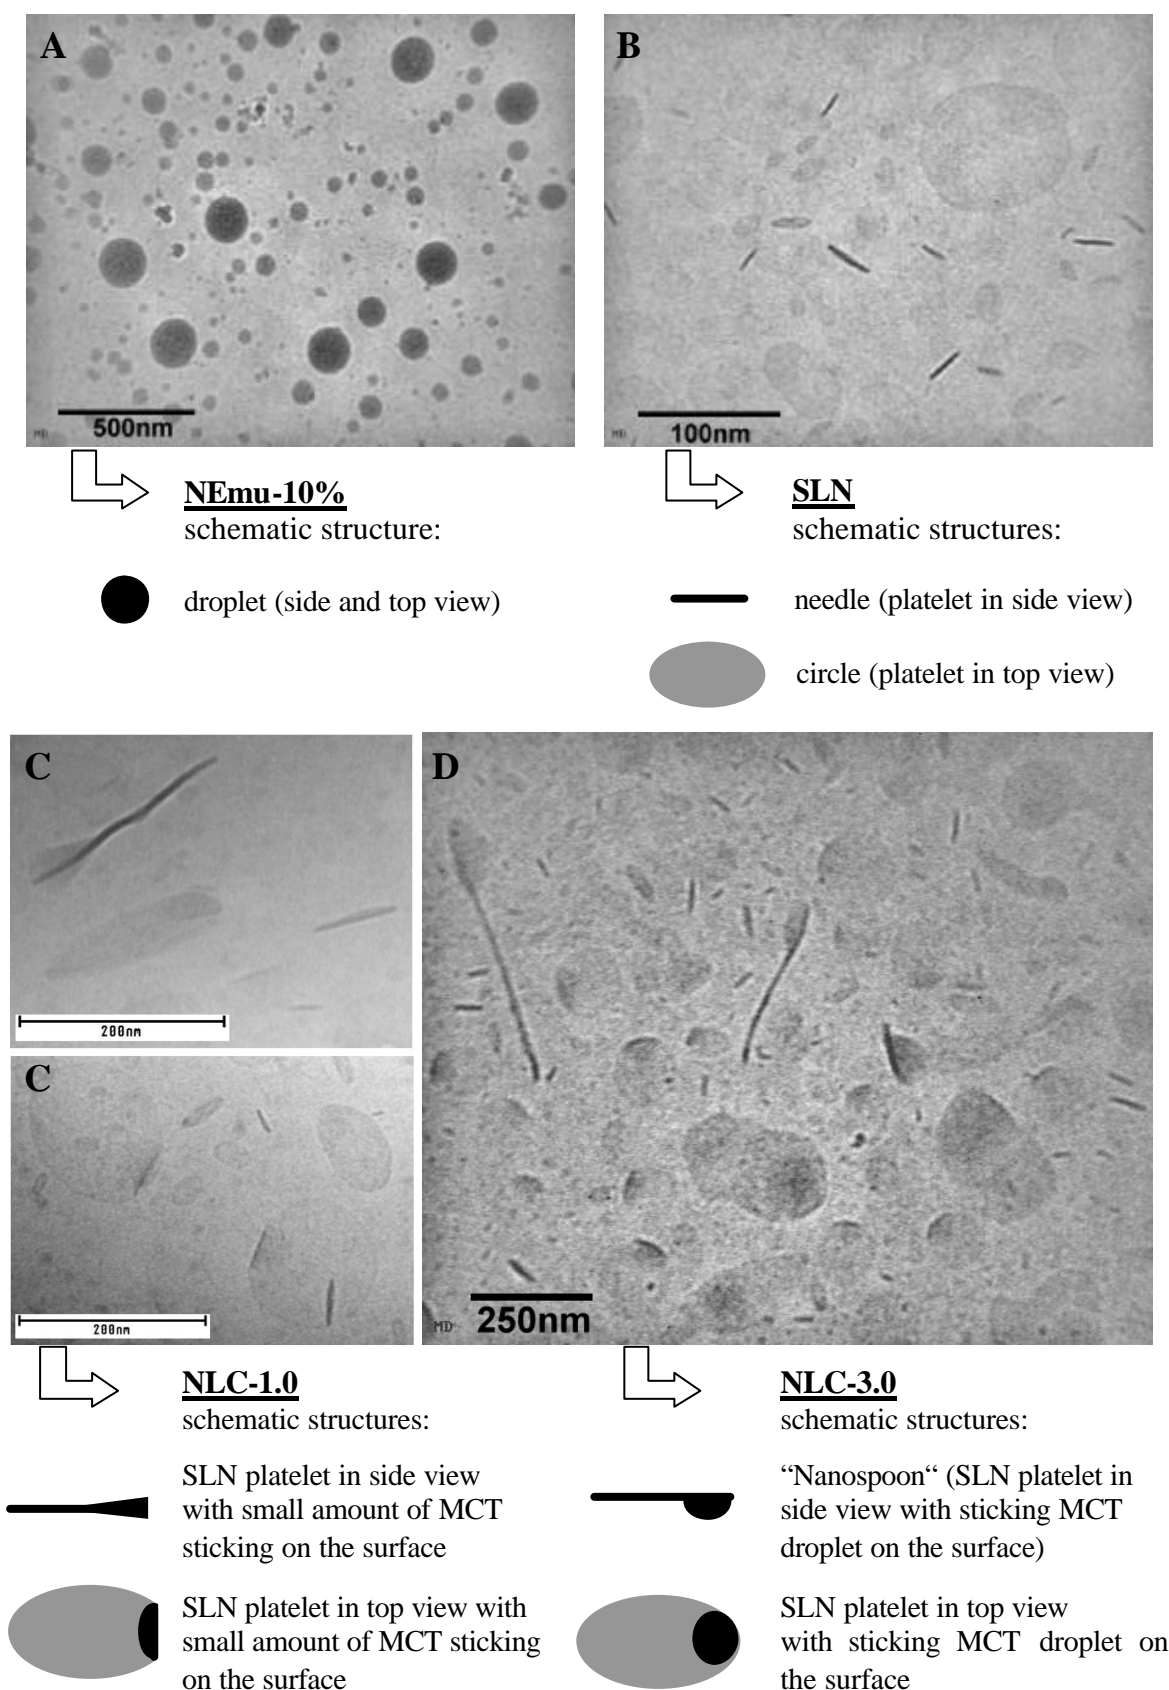 A
500nm
MD
B
100nm
MD
NEmu-10%
schematic structure:
droplet (side and top view)
SLN
schematic structures:
needle (platelet in side view)
circle (platelet in top view)
C
200nm
C
200nm
D
250nm
MD
NLC-1.0
schematic structures:
SLN platelet in side view
with small amount of MCT
sticking on the surface
SLN platelet in top view with
small amount of MCT sticking
on the surface
NLC-3.0
schematic structures:
“Nanospoon“ (SLN platelet in
side view with sticking MCT
droplet on the surface)
SLN platelet in top view
with sticking MCT droplet on
the surface